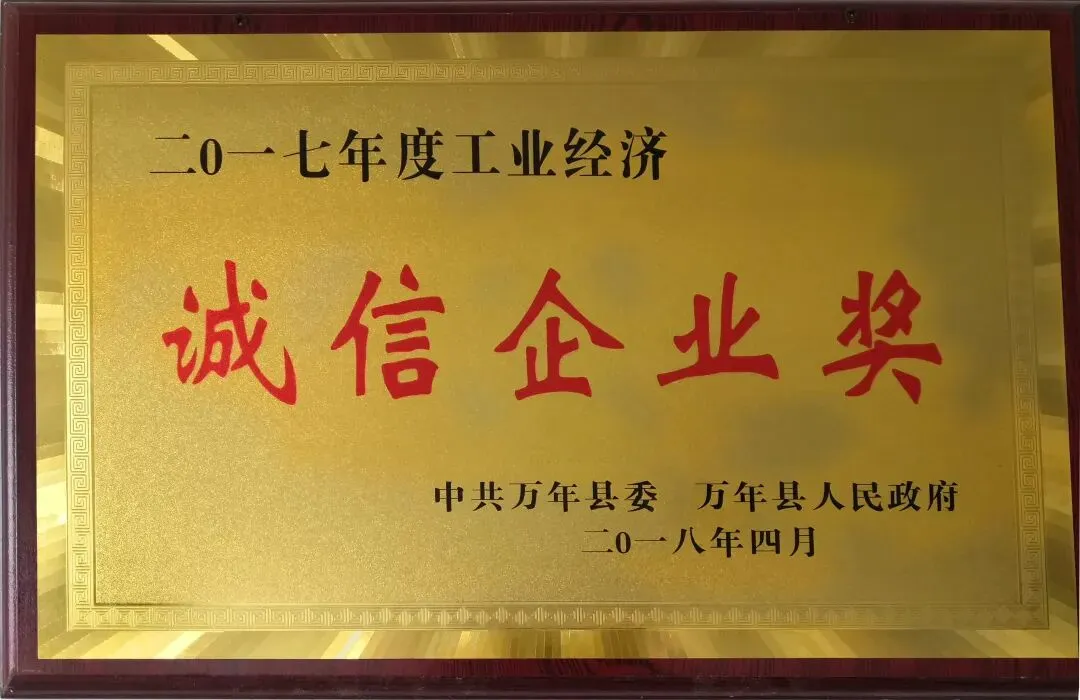 二0一七年度工业经济
诚信企业奖
中共万年县委 万年县人民政府
二0一八年四月